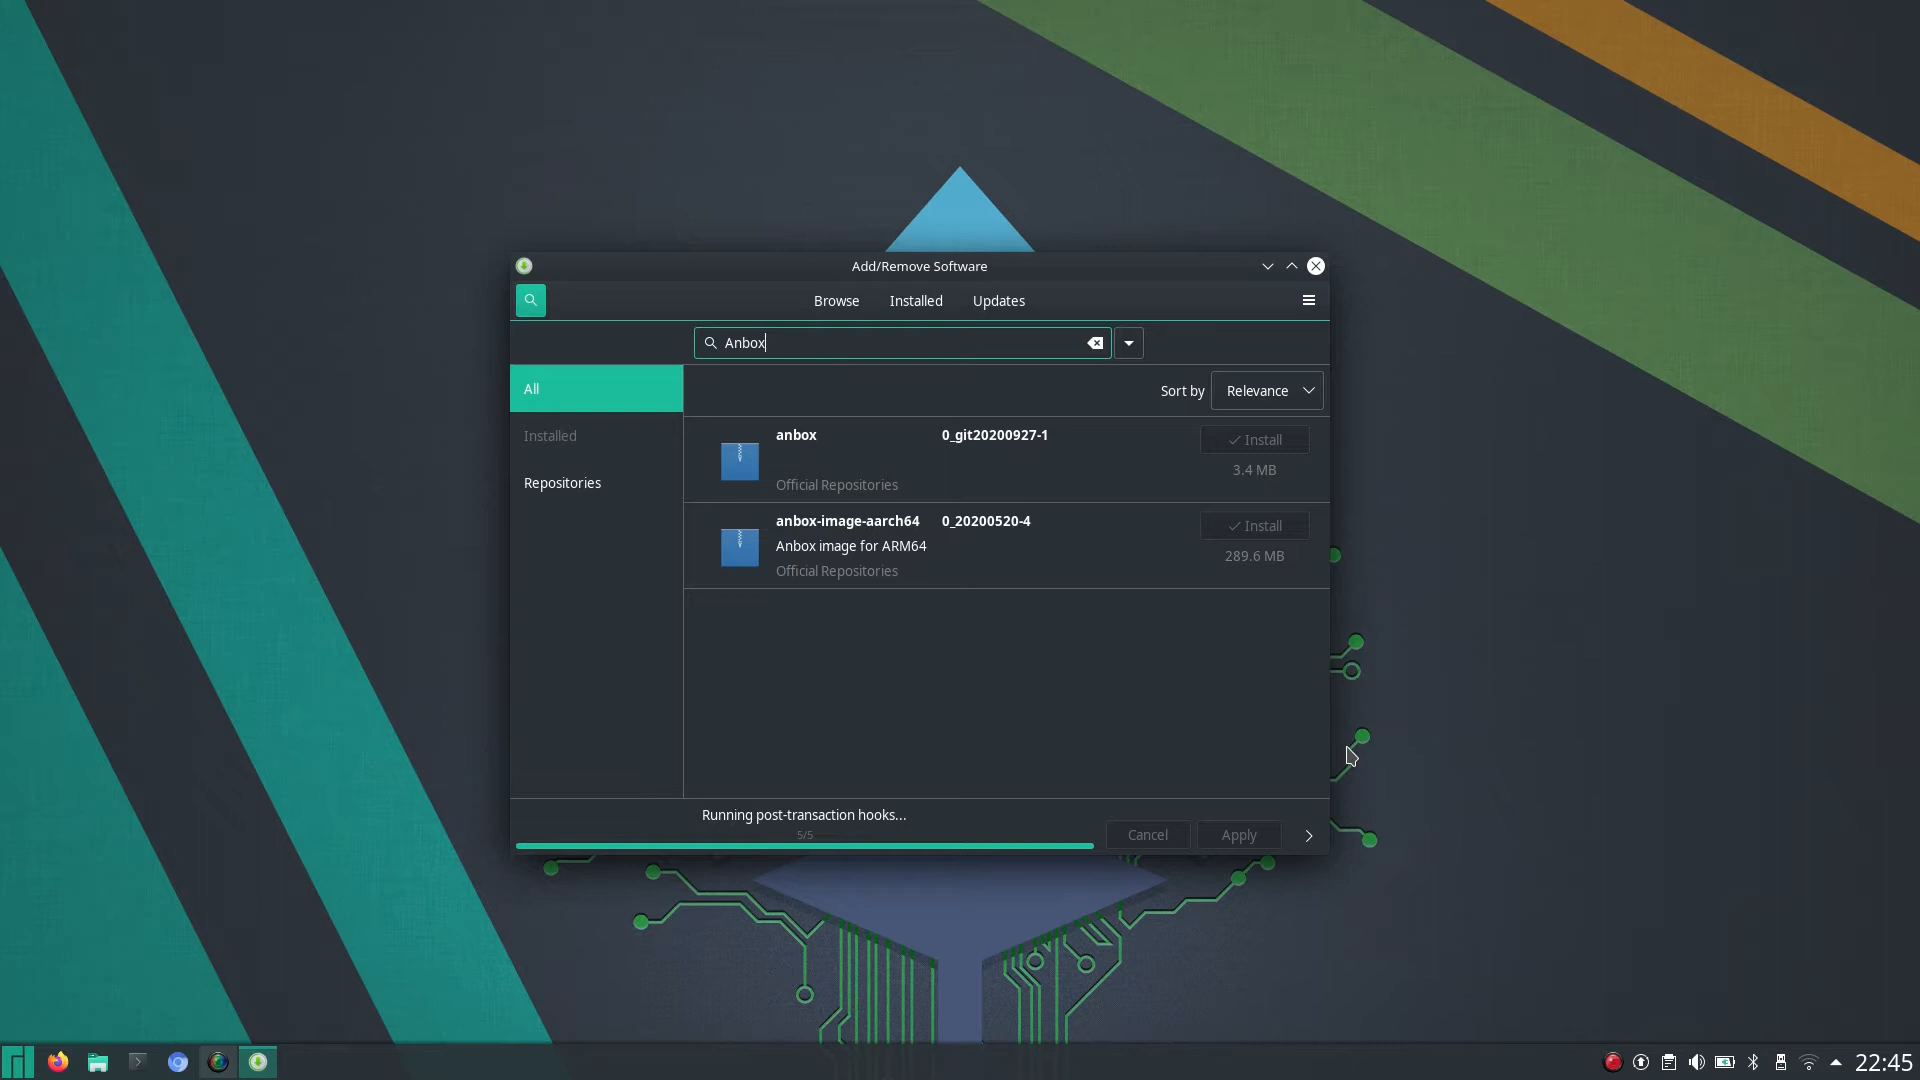 Add/Remove Software
Browse Installed Updates
Anbox
All
Sort by Relevance
Installed
Repositories
anbox 0_git20200927-1
Install
3.4 MB
Official Repositories
anbox-image-aarch64 0_20200520-4
Install
Anbox image for ARM64
289.6 MB
Official Repositories
Running post-transaction hooks...
5/5
Cancel Apply
22:45